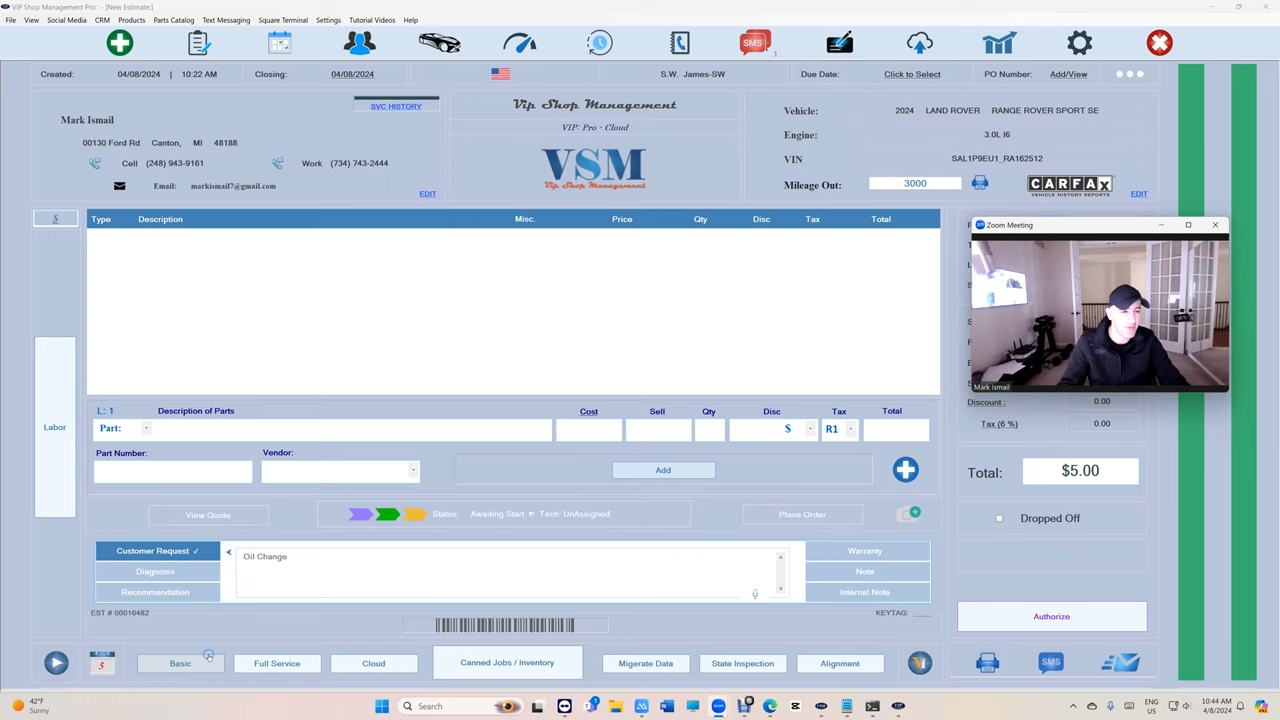 VIP Shop Management Pro: - [New Estimate:]
File View Social Media CRM Products Parts Catalog Text Messaging Square Terminal Settings Tutorial Videos Help
SMS 1
Created: 04/08/2024 | 10:22 AM Closing: 04/08/2024 S.W. James-SW Due Date: Click to Select PO Number: Add/View
SVC HISTORY
Mark Ismail
00130 Ford Rd Canton, MI 48188
Cell (248) 943-9161 Work (734) 743-2444
Email: markismail7@gmail.com
EDIT
Vip Shop Management
VIP: Pro - Cloud
VSM
Vip Shop Management
Vehicle: 2024 LAND ROVER RANGE ROVER SPORT SE
Engine: 3.0L I6
VIN SAL1P9EU1_RA162512
Mileage Out: 3000
CARFAX
VEHICLE HISTORY REPORTS
EDIT
$ Type Description Misc. Price Qty Disc Tax Total
Zoom Meeting
Mark Ismail
Labor
L: 1 Description of Parts Cost Sell Qty Disc Tax Total
Part: $ R1
Part Number: Vendor:
Add
View Quote Status: Awaiting Start Tech: UnAssigned Place Order
Customer Request ✓ Oil Change Warranty
Diagnosis Note
Recommendation Internal Note
EST # 00016482 KEYTAG: ____
Discount : 0.00
Tax (6 %) 0.00
Total: $5.00
Dropped Off
Authorize
5 Basic Full Service Cloud Canned Jobs / Inventory Migerate Data State Inspection Alignment V SMS
42°F
Sunny
Search
ENG
US
10:44 AM
4/8/2024